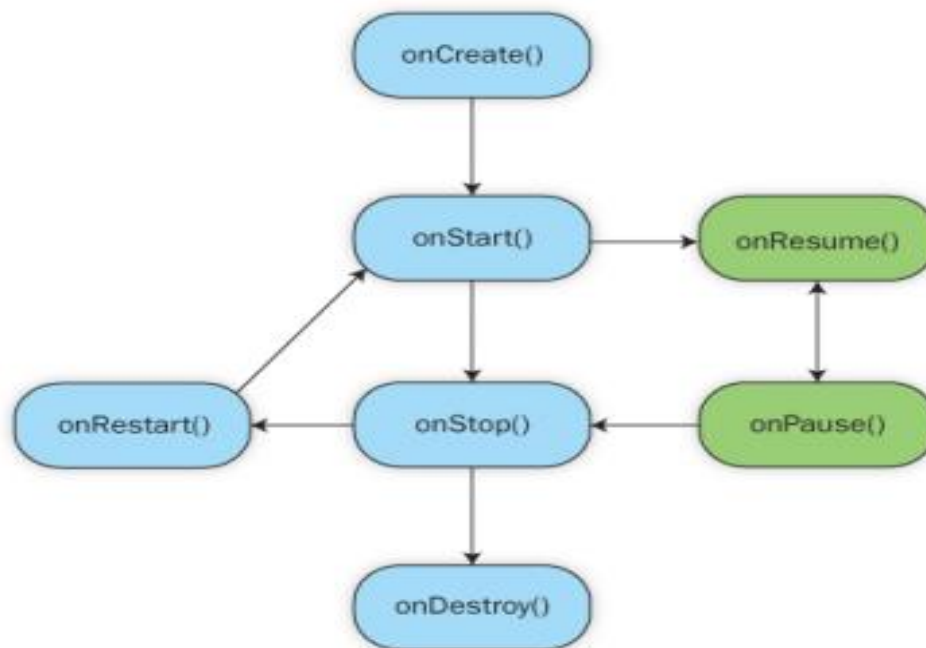 onCreate()
onStart()
onResume()
onRestart()
onStop()
onPause()
onDestroy()